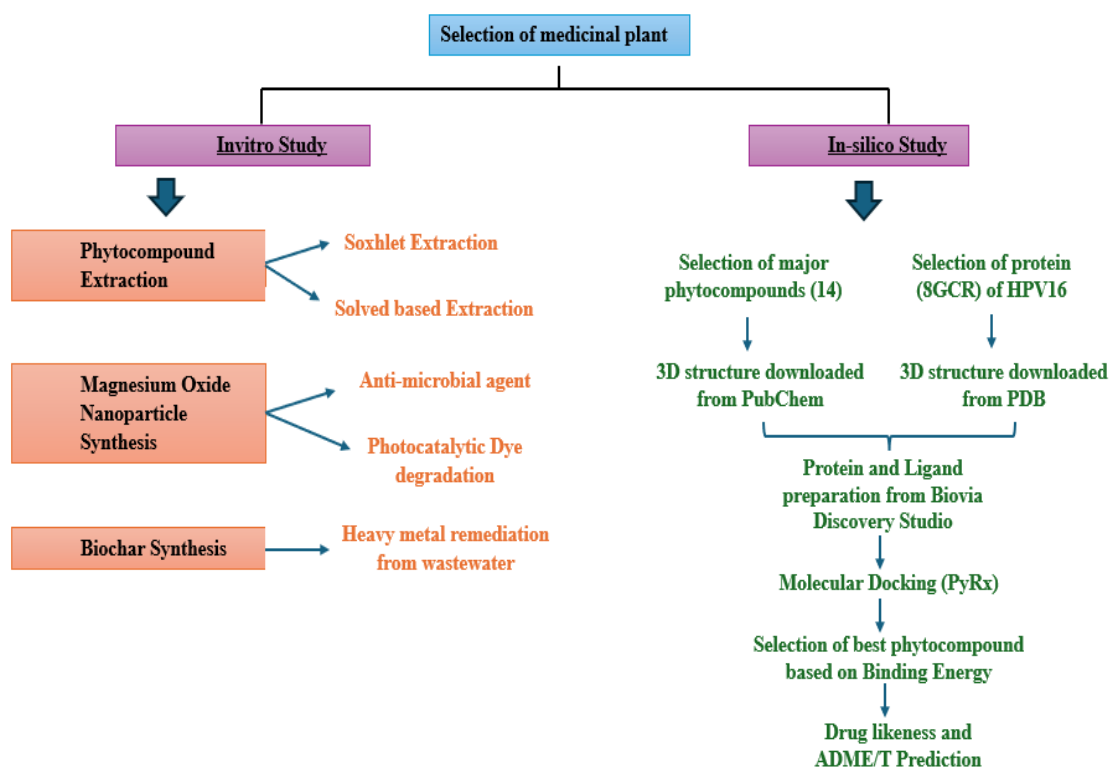 Selection of medicinal plant
Invitro Study
Phytocompound
Extraction
Soxhlet Extraction
Solved based Extraction
Magnesium Oxide
Nanoparticle
Synthesis
Anti-microbial agent
Photocatalytic Dye
degradation
Biochar Synthesis
Heavy metal remediation
from wastewater
In-silico Study
Selection of major
phytocompounds (14)
Selection of protein
(8GCR) of HPV16
3D structure downloaded
from PubChem
3D structure downloaded
from PDB
Protein and Ligand
preparation from Biovia
Discovery Studio
Molecular Docking (PyRx)
Selection of best phytocompound
based on Binding Energy
Drug likeness and
ADME/T Prediction